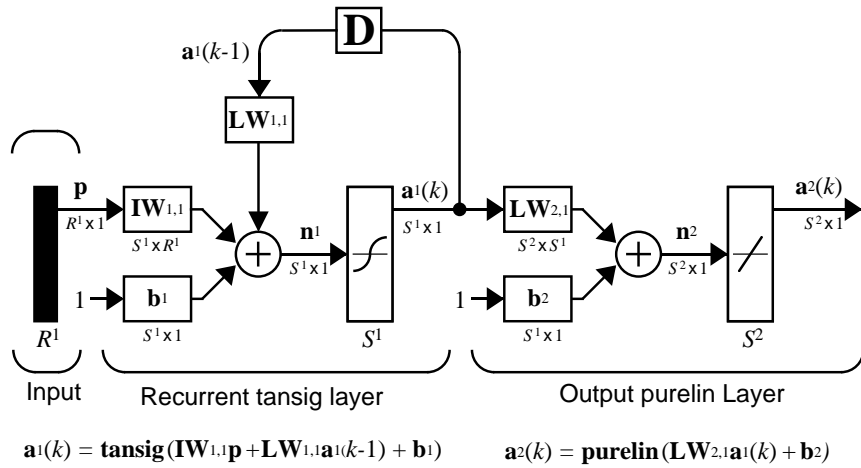 D
a¹(k-1)
LW1,1
p
R¹ x 1
IW1,1
S¹ x R¹
1
b¹
S¹ x 1
n¹
S¹ x 1
a¹(k)
S¹ x 1
LW2,1
S² x S¹
1
b²
S¹ x 1
n²
S² x 1
a²(k)
S² x 1
R¹
S¹
S²
Input
Recurrent tansig layer
Output purelin Layer
a¹(k) = tansig (IW1,1p +LW1,1a¹(k-1) + b¹)
a²(k) = purelin (LW2,1a¹(k) + b²)